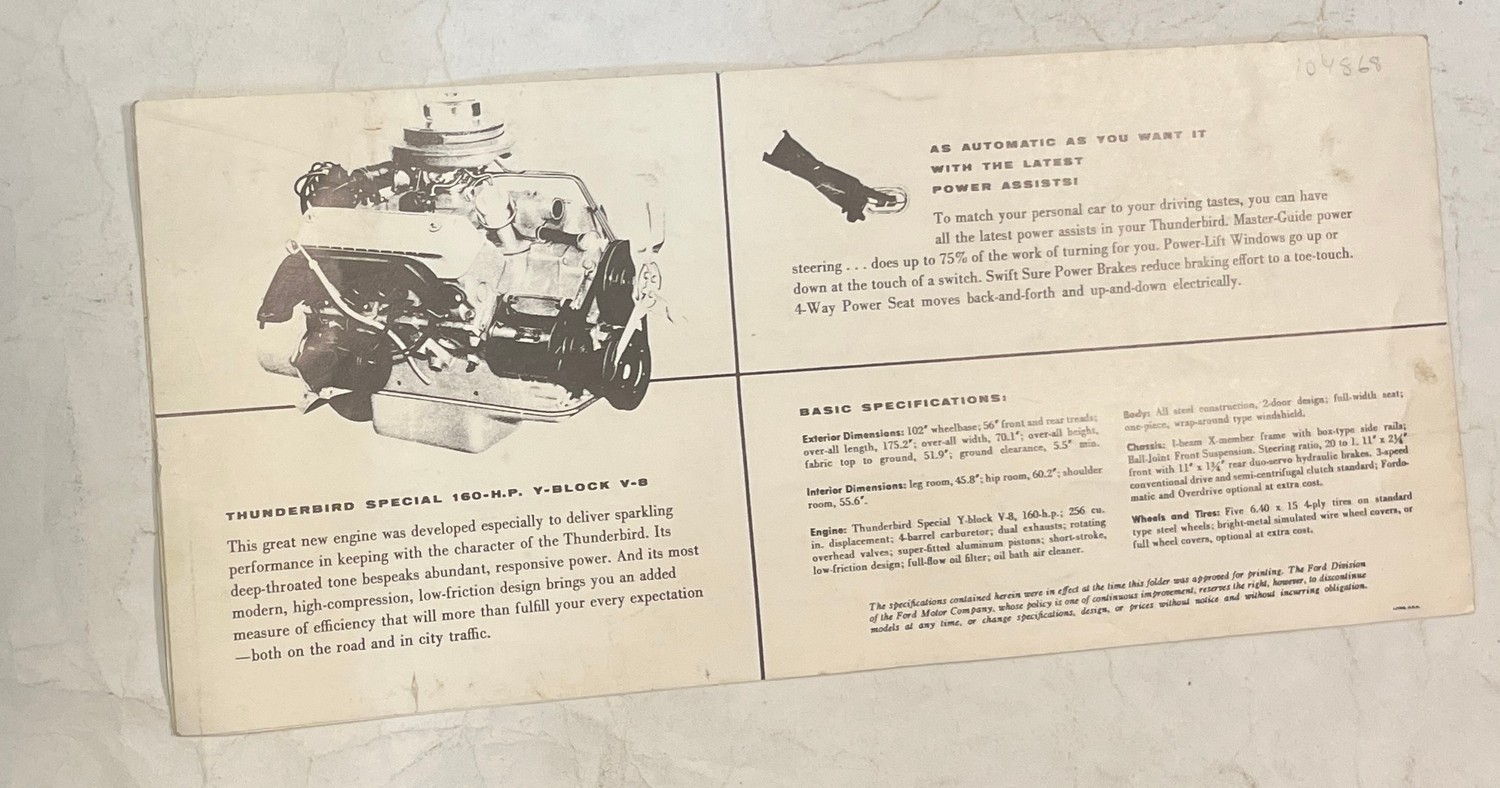 104868
THUNDERBIRD SPECIAL 160-H.P. Y-BLOCK V-8
This great new engine was developed especially to deliver sparkling
performance in keeping with the character of the Thunderbird. Its
deep-throated tone bespeaks abundant, responsive power. And its most
modern, high-compression, low-friction design brings you an added
measure of efficiency that will more than fulfill your every expectation
—both on the road and in city traffic.
AS AUTOMATIC AS YOU WANT IT
WITH THE LATEST
POWER ASSISTS!
To match your personal car to your driving tastes, you can have
all the latest power assists in your Thunderbird. Master-Guide power
steering . . . does up to 75% of the work of turning for you. Power-Lift Windows go up or
down at the touch of a switch. Swift Sure Power Brakes reduce braking effort to a toe-touch.
4-Way Power Seat moves back-and-forth and up-and-down electrically.
BASIC SPECIFICATIONS:
Exterior Dimensions: 102″ wheelbase; 56″ front and rear treads;
over-all length, 175.2″; over-all width, 70.1″; over-all height,
fabric top to ground, 51.9″; ground clearance, 5.5″ min.
Interior Dimensions: leg room, 45.8″; hip room, 60.2″; shoulder
room, 55.6″.
Engine: Thunderbird Special Y-block V-8, 160-h.p.; 256 cu.
in. displacement; 4-barrel carburetor; dual exhausts; rotating
overhead valves; super-fitted aluminum pistons; short-stroke,
low-friction design; full-flow oil filter; oil bath air cleaner.
Body: All steel construction, 2-door design; full-width seat;
one-piece, wrap-around type windshield.
Chassis: I-beam X-member frame with box-type side rails;
Ball-Joint Front Suspension. Steering ratio, 20 to 1. 11″ x 2¼″
front with 11″ x 1¾″ rear duo-servo hydraulic brakes. 3-speed
conventional drive and semi-centrifugal clutch standard; Fordo-
matic and Overdrive optional at extra cost.
Wheels and Tires: Five 6.40 x 15 4-ply tires on standard
type steel wheels; bright-metal simulated wire wheel covers, or
full wheel covers, optional at extra cost.
The specifications contained herein were in effect at the time this folder was approved for printing. The Ford Division
of the Ford Motor Company, whose policy is one of continuous improvement, reserves the right, however, to discontinue
models at any time, or change specifications, design, or prices without notice and without incurring obligation.